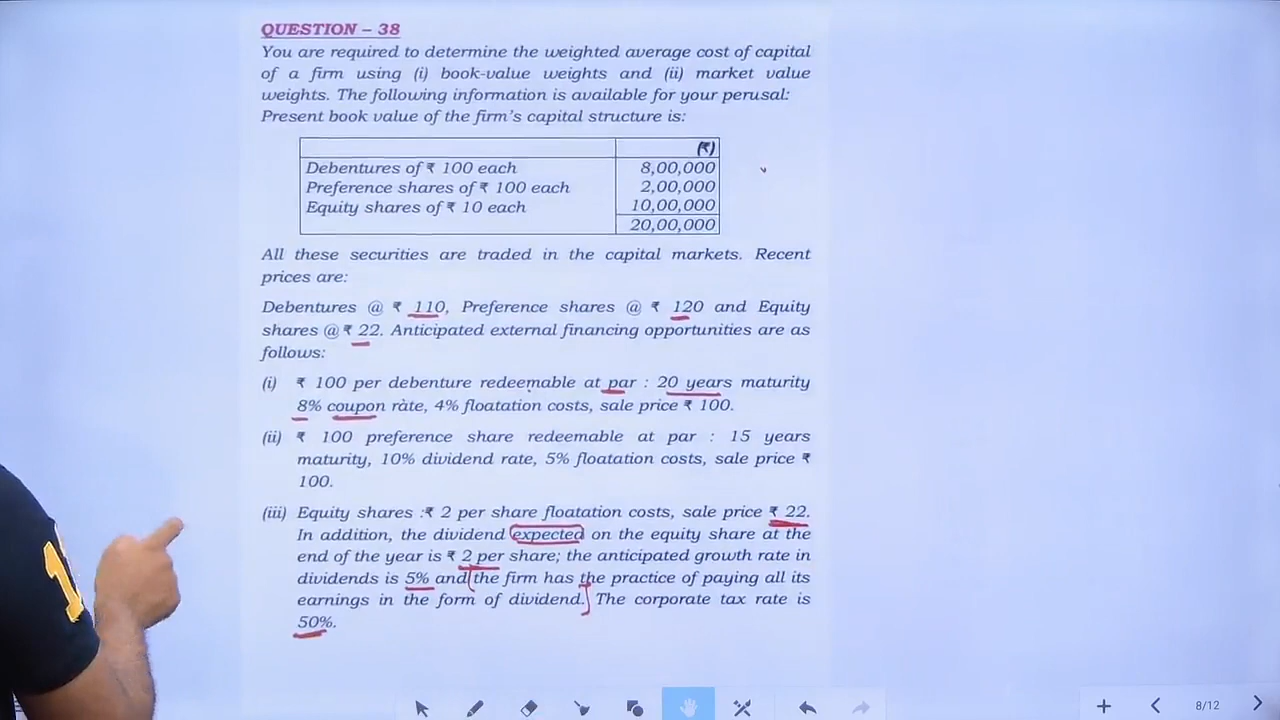 QUESTION – 38
You are required to determine the weighted average cost of capital
of a firm using (i) book-value weights and (ii) market value
weights. The following information is available for your perusal:
Present book value of the firm's capital structure is:
(₹)
Debentures of ₹ 100 each 8,00,000
Preference shares of ₹ 100 each 2,00,000
Equity shares of ₹ 10 each 10,00,000
20,00,000
All these securities are traded in the capital markets. Recent
prices are:
Debentures @ ₹ 110, Preference shares @ ₹ 120 and Equity
shares @ ₹ 22. Anticipated external financing opportunities are as
follows:
(i) ₹ 100 per debenture redeemable at par : 20 years maturity
8% coupon rate, 4% floatation costs, sale price ₹ 100.
(ii) ₹ 100 preference share redeemable at par : 15 years
maturity, 10% dividend rate, 5% floatation costs, sale price ₹
100.
(iii) Equity shares :₹ 2 per share floatation costs, sale price ₹ 22.
In addition, the dividend expected on the equity share at the
end of the year is ₹ 2 per share; the anticipated growth rate in
dividends is 5% and the firm has the practice of paying all its
earnings in the form of dividend. The corporate tax rate is
50%.
8/12